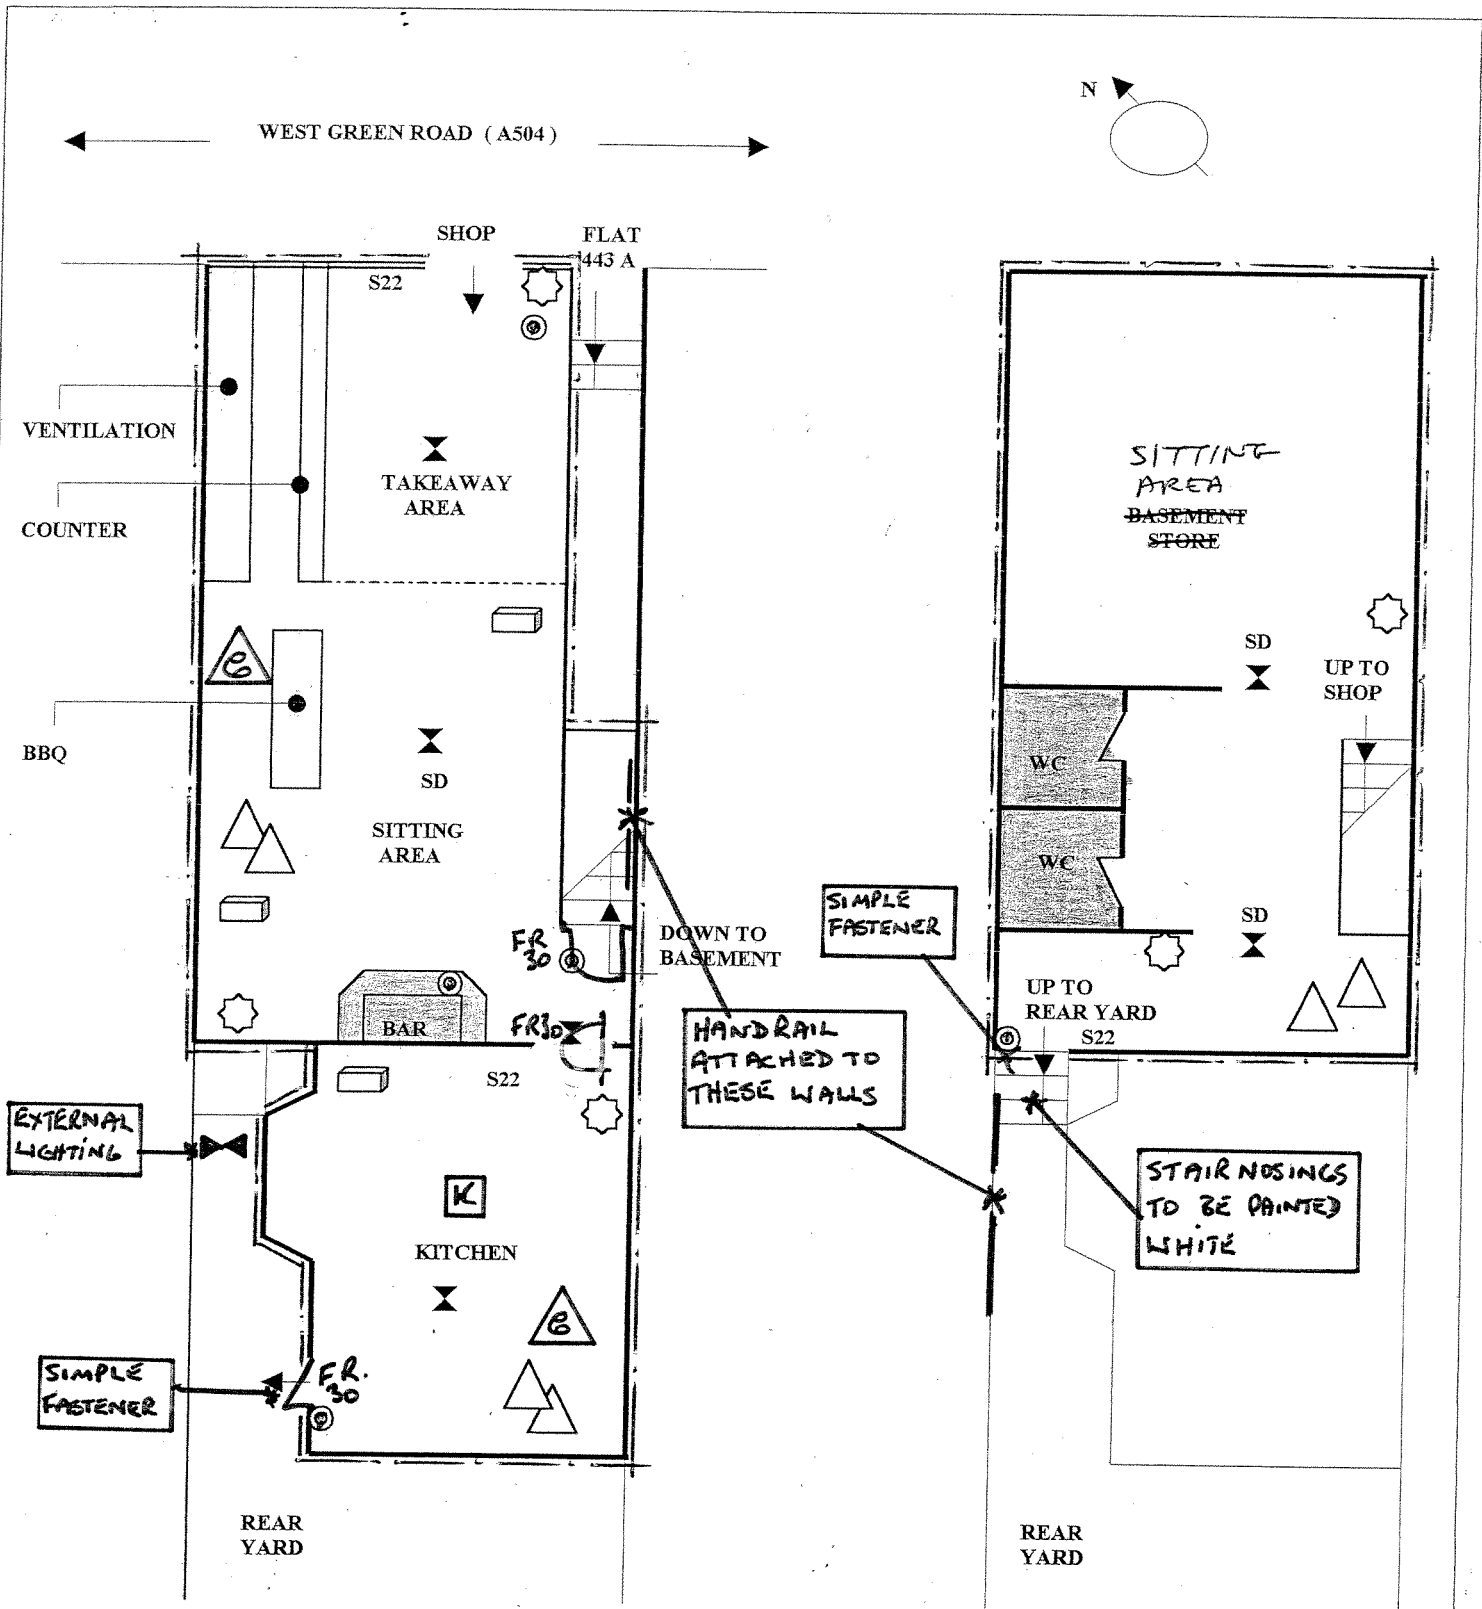 WEST GREEN ROAD ( A504 )
N
SHOP
FLAT
443 A
S22
VENTILATION
COUNTER
TAKEAWAY
AREA
BBQ
SD
SITTING
AREA
FR
30
DOWN TO
BASEMENT
BAR
FR30
S22
EXTERNAL
LIGHTING
K
KITCHEN
SIMPLE
FASTENER
F.R.
30
REAR
YARD
HANDRAIL
ATTACHED TO
THESE WALLS
SITTING
AREA
BASEMENT
STORE
SD
UP TO
SHOP
WC
WC
SIMPLE
FASTENER
SD
UP TO
REAR YARD
S22
STAIR NOSINGS
TO BE PAINTED
WHITE
REAR
YARD